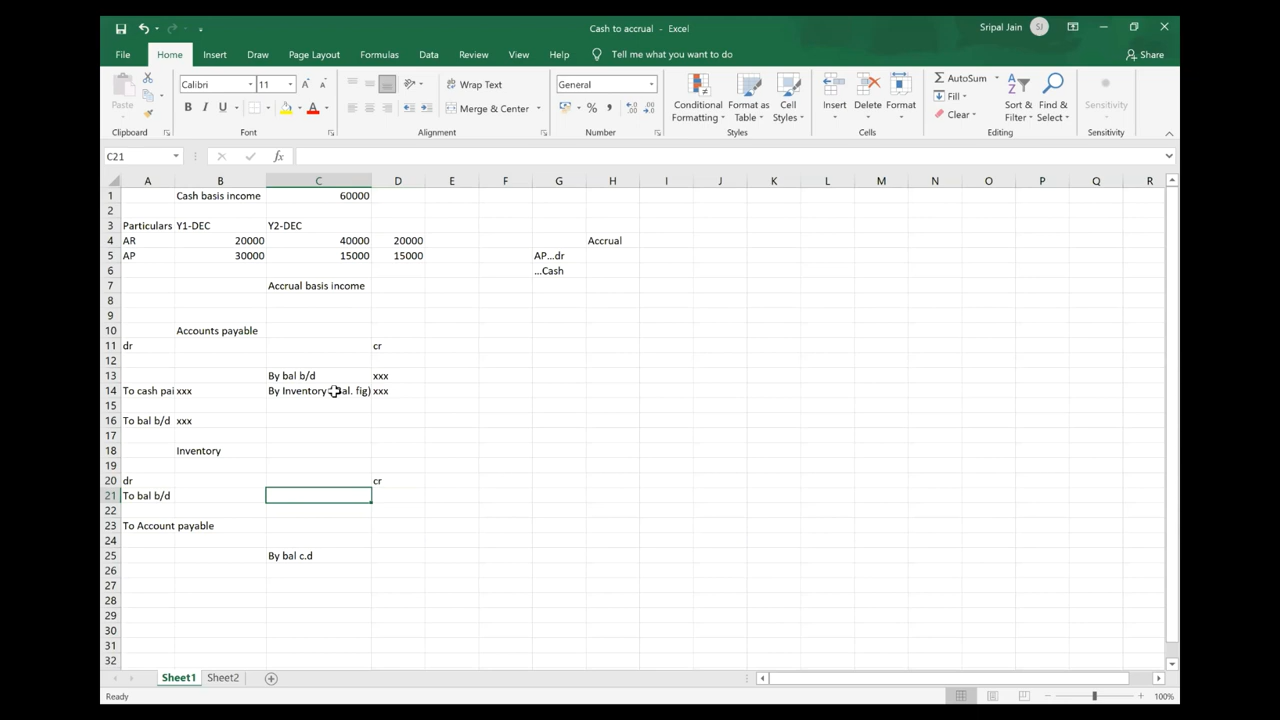 Cash to accrual - Excel
Sripal Jain SJ
File Home Insert Draw Page Layout Formulas Data Review View Help Tell me what you want to do Share
Paste Calibri 11 Wrap Text General Conditional Formatting Format as Table Cell Styles Insert Delete Format AutoSum Fill Clear Sort & Filter Find & Select Sensitivity
B I U A Merge & Center %
Clipboard Font Alignment Number Styles Cells Editing Sensitivity
C21 fx
A B C D E F G H I J K L M N O P Q R
1 Cash basis income 60000
2
3 Particulars Y1-DEC Y2-DEC
4 AR 20000 40000 20000 Accrual
5 AP 30000 15000 15000 AP...dr
6 ...Cash
7 Accrual basis income
8
9
10 Accounts payable
11 dr cr
12
13 By bal b/d xxx
14 To cash pai xxx By Inventory fig) xxx
15
16 To bal b/d xxx
17
18 Inventory
19
20 dr cr
21 To bal b/d
22
23 To Account payable
24
25 By bal c.d
26
27
28
29
30
31
32
Sheet1 Sheet2
Ready 100%